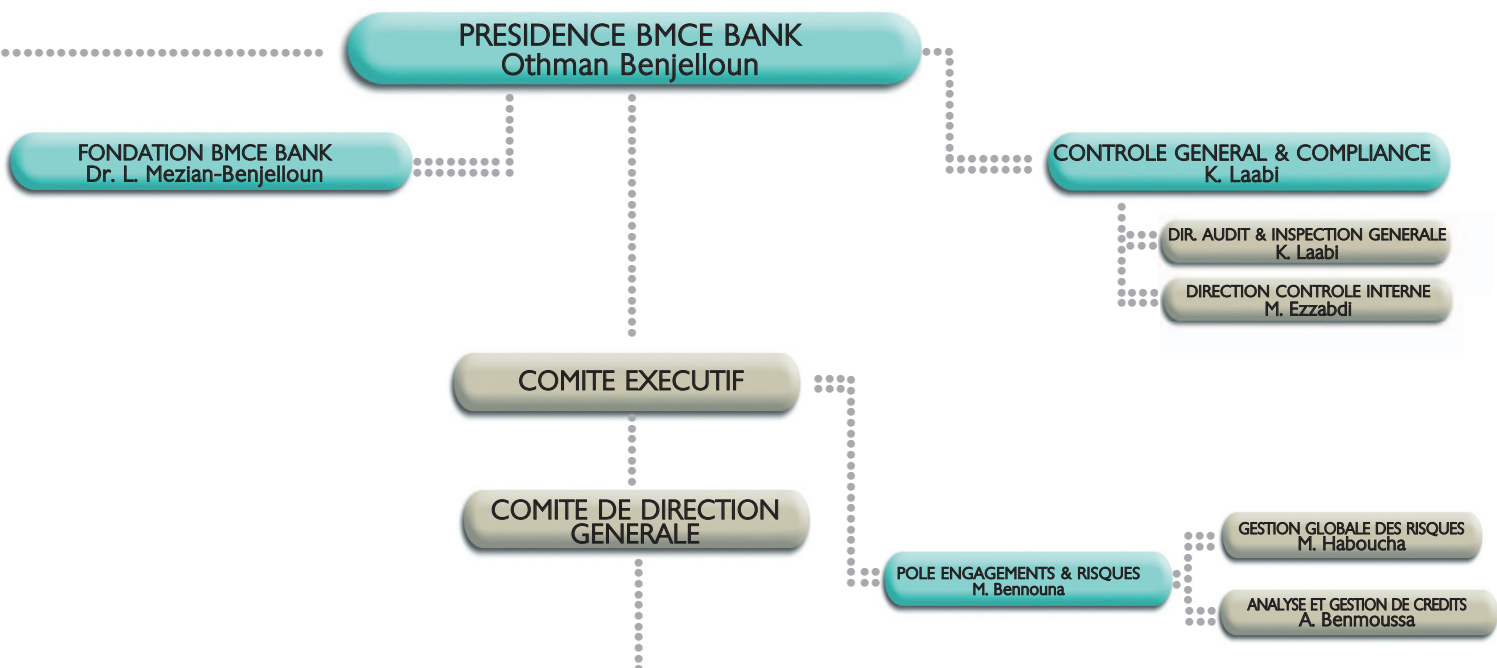 PRESIDENCE BMCE BANK
Othman Benjelloun
FONDATION BMCE BANK
Dr. L. Mezian-Benjelloun
CONTROLE GENERAL & COMPLIANCE
K. Laabi
DIR. AUDIT & INSPECTION GENERALE
K. Laabi
DIRECTION CONTROLE INTERNE
M. Ezzabdi
COMITE EXECUTIF
COMITE DE DIRECTION
GENERALE
POLE ENGAGEMENTS & RISQUES
M. Bennouna
GESTION GLOBALE DES RISQUES
M. Haboucha
ANALYSE ET GESTION DE CREDITS
A. Benmoussa